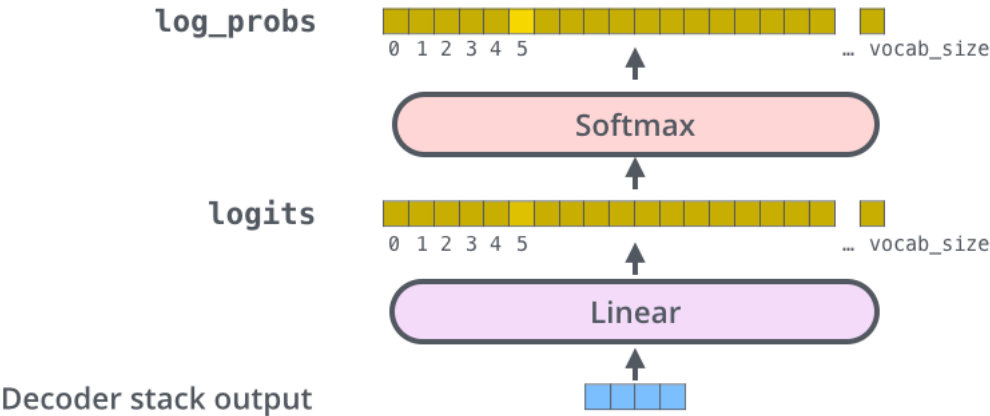 log_probs
0 1 2 3 4 5 … vocab_size
Softmax
logits
0 1 2 3 4 5 … vocab_size
Linear
Decoder stack output